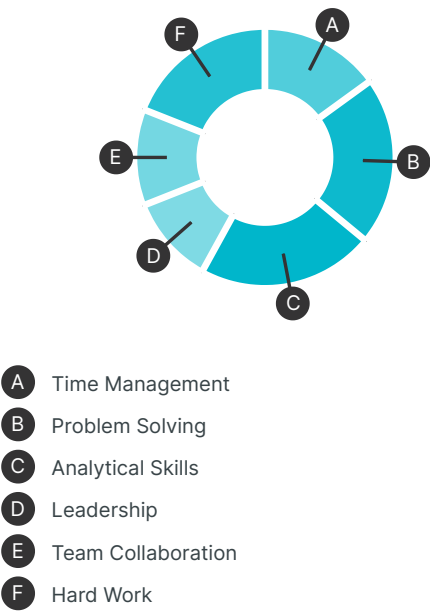 F
A
E
B
D
C
A Time Management
B Problem Solving
C Analytical Skills
D Leadership
E Team Collaboration
F Hard Work